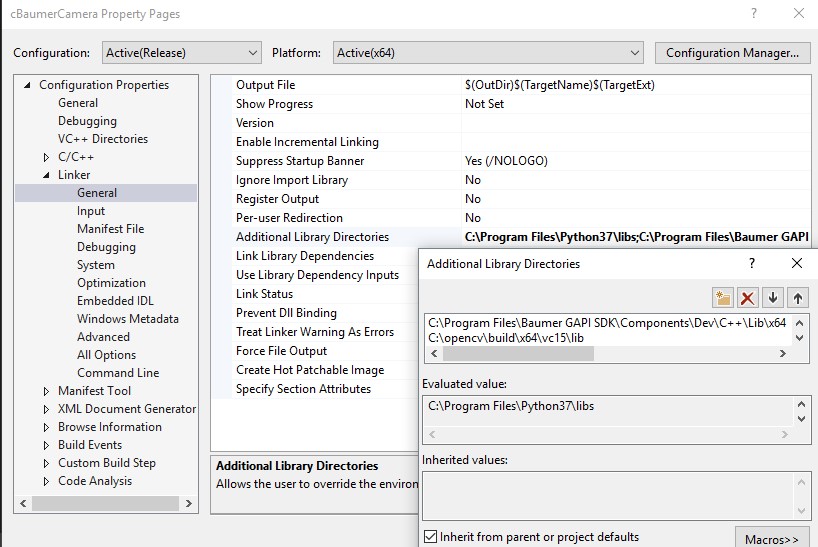 cBaumerCamera Property Pages
Configuration: Active(Release) Platform: Active(x64) Configuration Manager...
Configuration Properties
General
Debugging
VC++ Directories
C/C++
Linker
General
Input
Manifest File
Debugging
System
Optimization
Embedded IDL
Windows Metadata
Advanced
All Options
Command Line
Manifest Tool
XML Document Generator
Browse Information
Build Events
Custom Build Step
Code Analysis
Output File $(OutDir)$(TargetName)$(TargetExt)
Show Progress Not Set
Version
Enable Incremental Linking
Suppress Startup Banner Yes (/NOLOGO)
Ignore Import Library No
Register Output No
Per-user Redirection No
Additional Library Directories C:\Program Files\Python37\libs;C:\Program Files\Baumer GAPI
Link Library Dependencies
Use Library Dependency Inputs
Link Status
Prevent Dll Binding
Treat Linker Warning As Errors
Force File Output
Create Hot Patchable Image
Specify Section Attributes
Additional Library Directories
Allows the user to override the environ
Additional Library Directories
C:\Program Files\Baumer GAPI SDK\Components\Dev\C++\Lib\x64
C:\opencv\build\x64\vc15\lib
Evaluated value:
C:\Program Files\Python37\libs
Inherited values:
Inherit from parent or project defaults
Macros>>